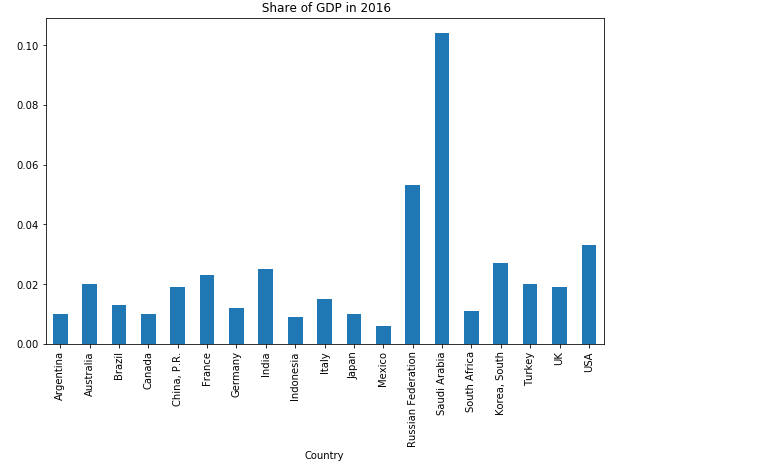 Share of GDP in 2016
0.10
0.08
0.06
0.04
0.02
0.00
Argentina
Australia
Brazil
Canada
China, P.R.
France
Germany
India
Indonesia
Italy
Japan
Mexico
Russian Federation
Saudi Arabia
South Africa
Korea, South
Turkey
UK
USA
Country